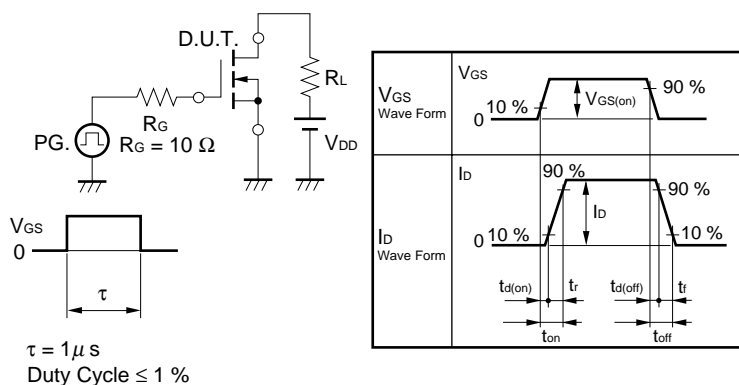 D.U.T.
RL
RG
PG.
RG = 10 Ω
VDD
VGS
0
τ
τ = 1μ s
Duty Cycle ≤ 1 %
VGS
Wave Form
VGS
10 %
0
VGS(on)
90 %
ID
Wave Form
ID
90 %
0
10 %
ID
90 %
10 %
td(on)
tr
td(off)
tf
ton
toff